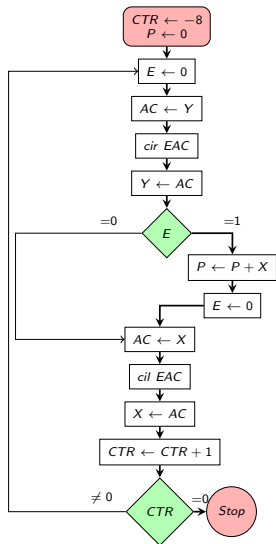 CTR ← −8
P ← 0
E ← 0
AC ← Y
cir EAC
Y ← AC
=0
=1
E
P ← P + X
E ← 0
AC ← X
cil EAC
X ← AC
CTR ← CTR + 1
≠ 0
=0
CTR
Stop